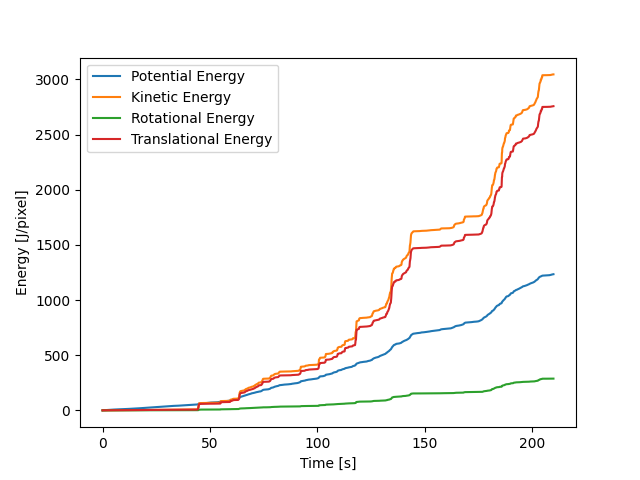 Potential Energy
Kinetic Energy
Rotational Energy
Translational Energy
Energy [J/pixel]
3000
2500
2000
1500
1000
500
0
0 50 100 150 200
Time [s]